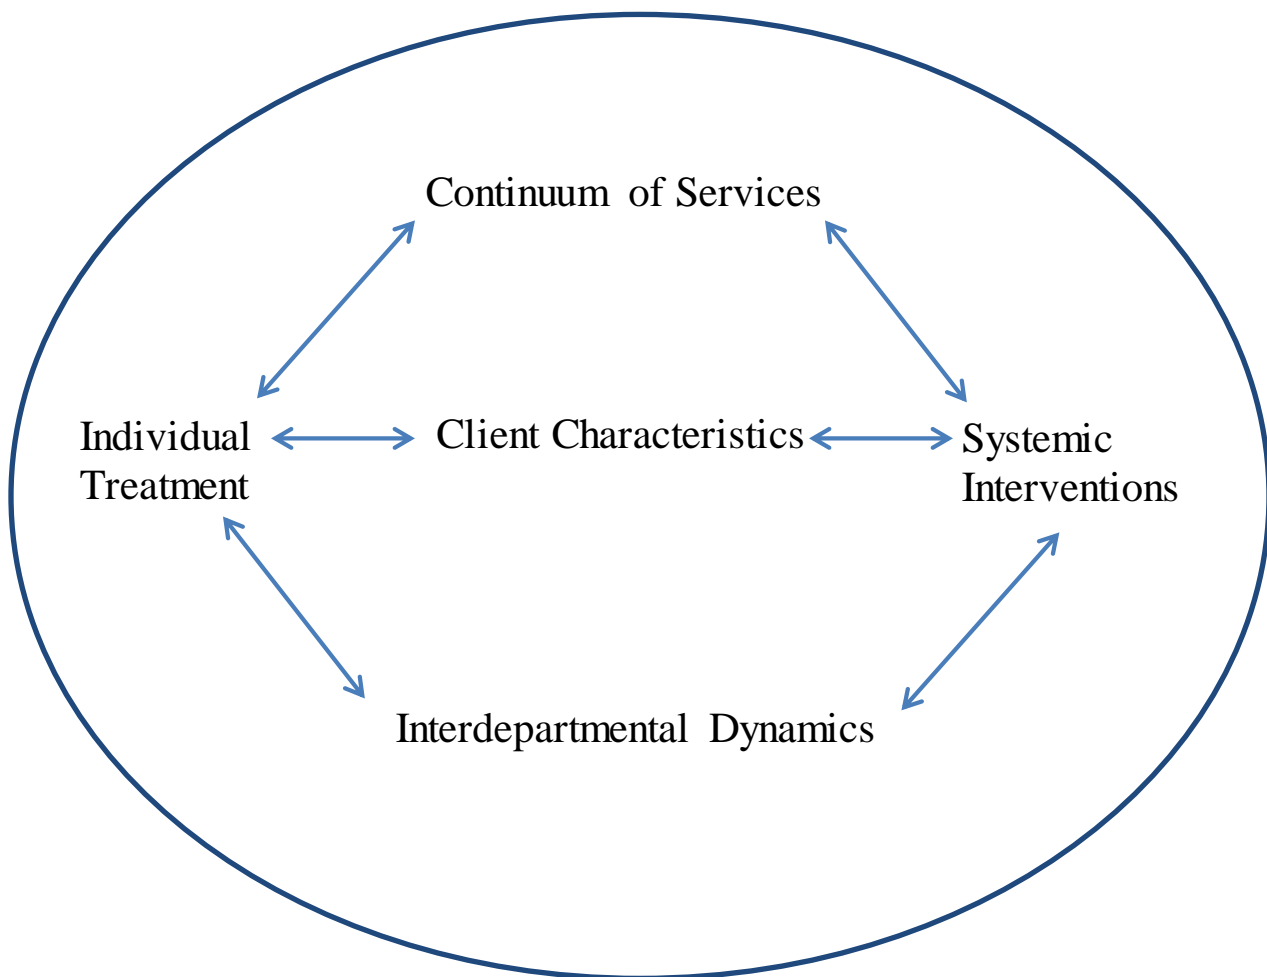 Continuum of Services
Individual
Treatment
Client Characteristics
Systemic
Interventions
Interdepartmental Dynamics